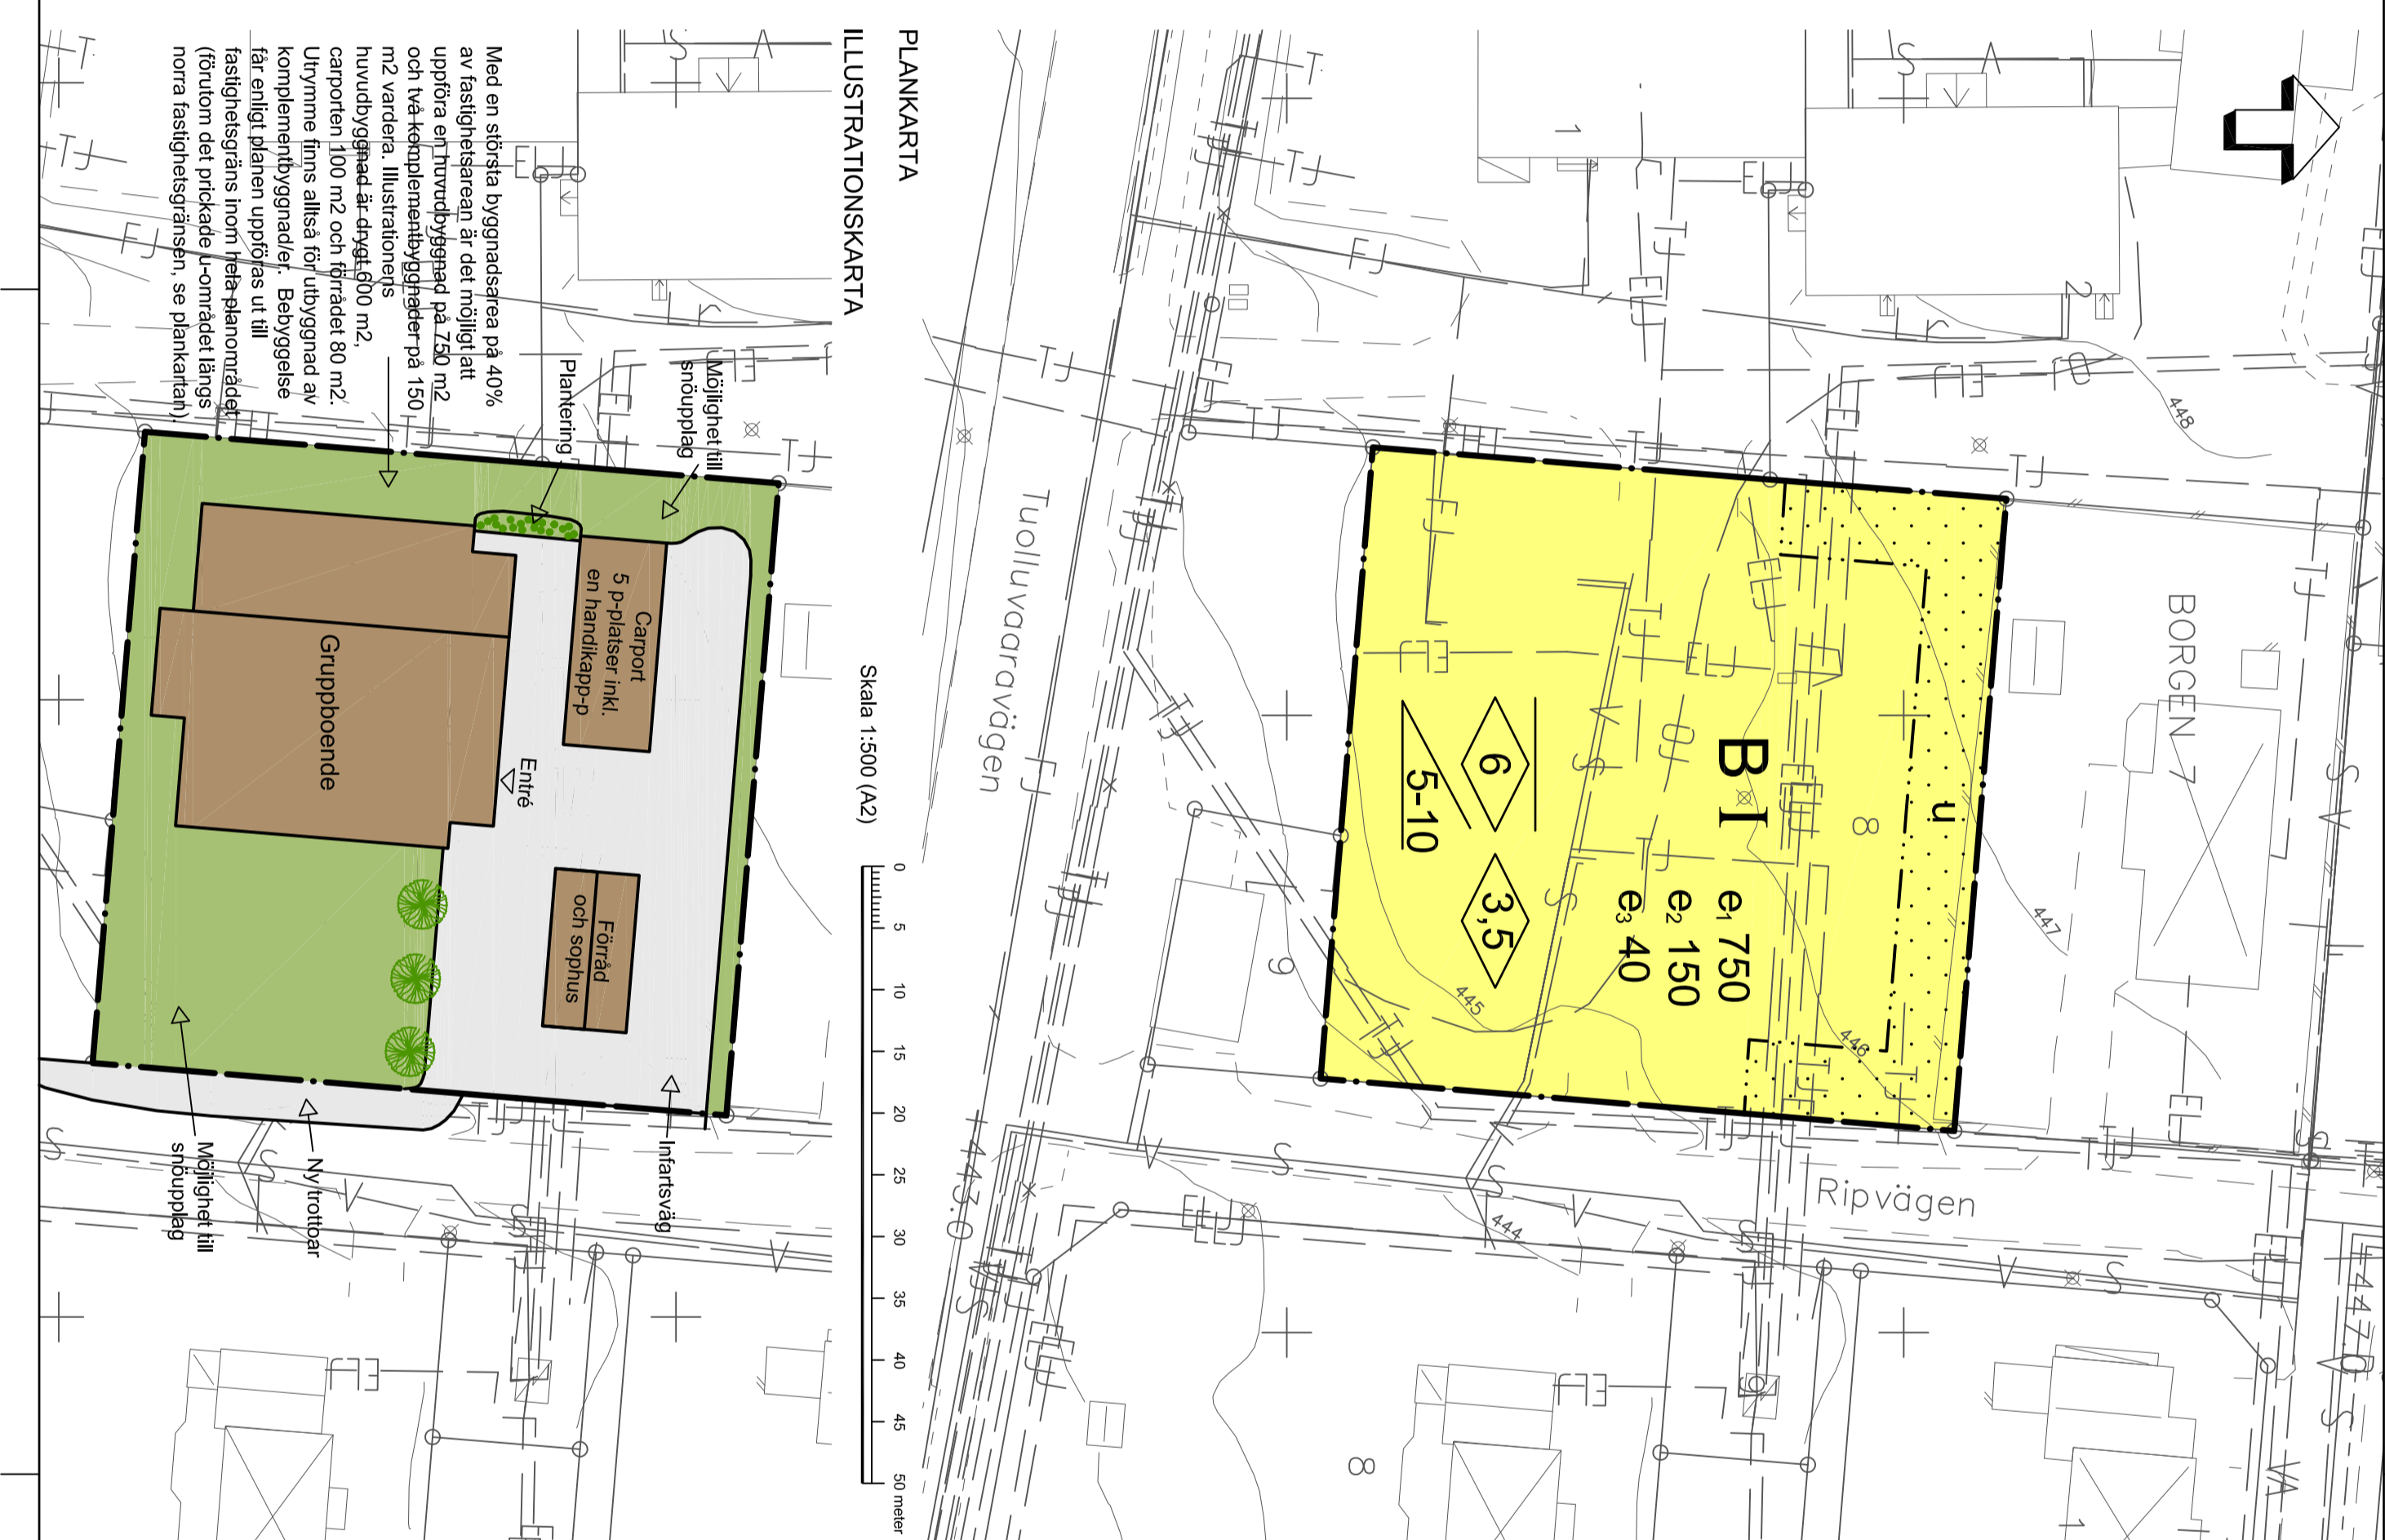 PLANKARTA
BORGEN 7
Tuolluvaaravägen
Ripvägen
B I
u
e1 750
e2 150
e3 40
6
3,5
5-10
8
9
8
1
2
1
448
447
446
445
444
443.0
447.0
ILLUSTRATIONSKARTA
Skala 1:500 (A2)
0 5 10 15 20 25 30 35 40 45 50 meter
Med en största byggnadsarea på 40%
av fastighetsarean är det möjligt att
uppföra en huvudbyggnad på 750 m2
och två komplementbyggnader på 150
m2 vardera. Illustrationens
huvudbyggnad är drygt 600 m2,
carporten 100 m2 och förrådet 80 m2.
Utrymme finns alltså för utbyggnad av
komplementbyggnad/er. Bebyggelse
får enligt planen uppföras ut till
fastighetsgräns inom hela planområdet
(förutom det prickade u-området längs
norra fastighetsgränsen, se plankartan).
Möjlighet till
snöupplag
Plantering
Carport
5 p-platser inkl.
en handikapp-p
Gruppboende
Entré
Förråd
och sophus
Infartsväg
Ny trottoar
Möjlighet till
snöupplag